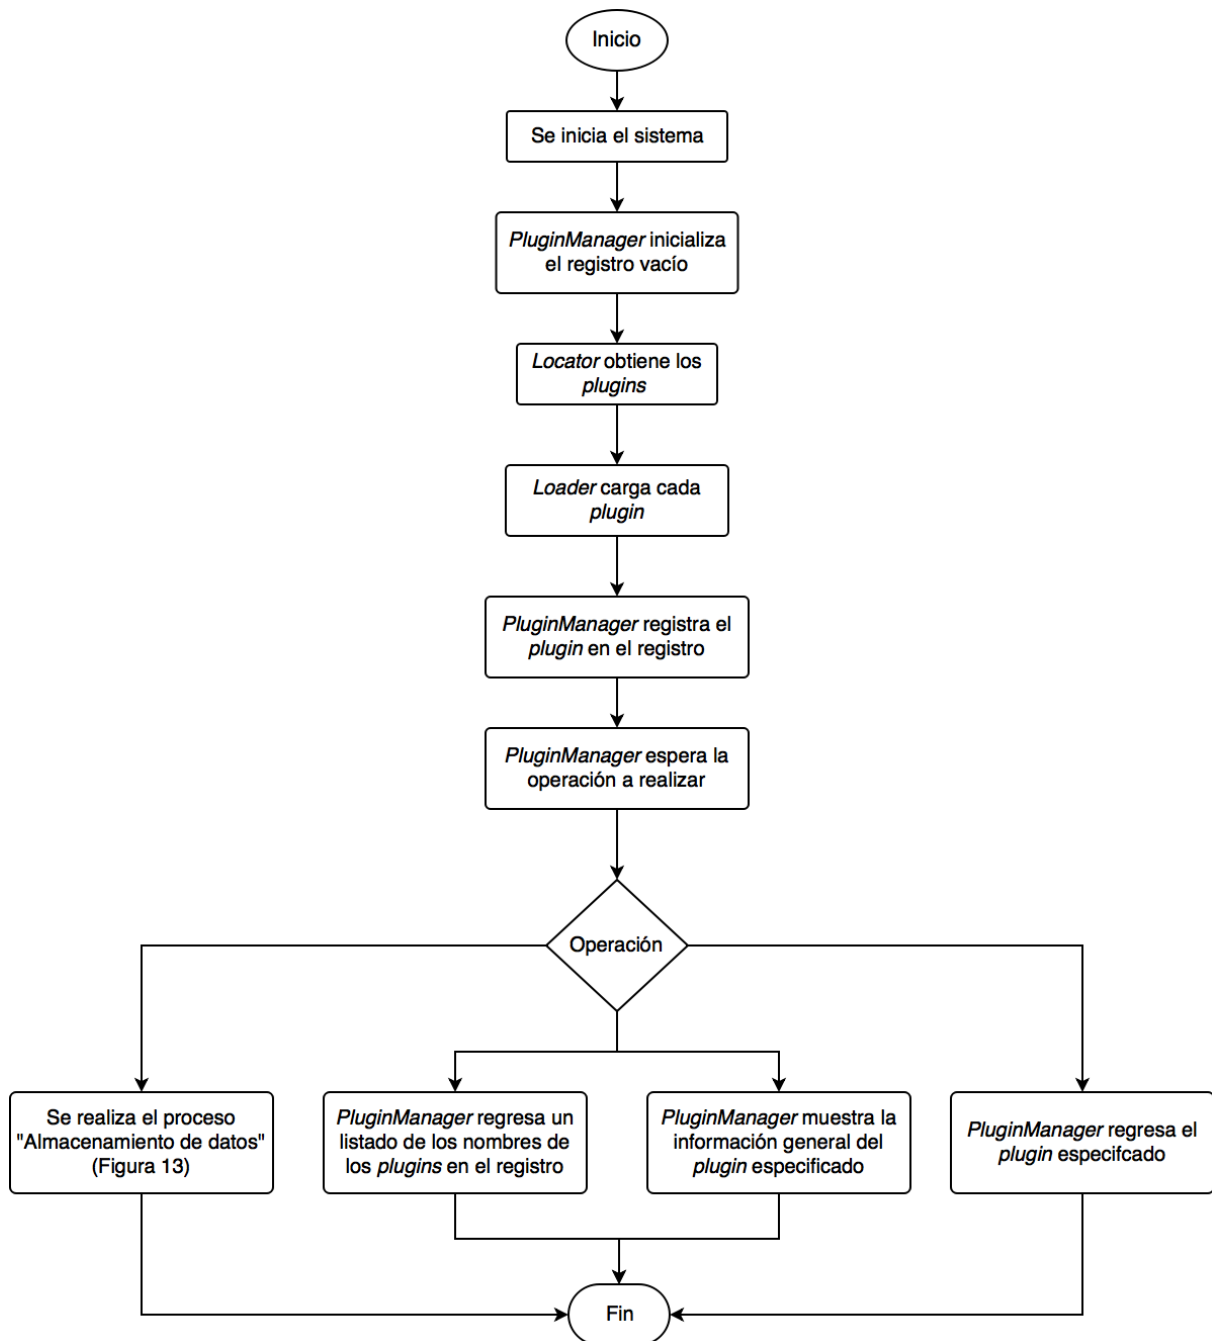 Inicio
Se inicia el sistema
PluginManager inicializa
el registro vacío
Locator obtiene los
plugins
Loader carga cada
plugin
PluginManager registra el
plugin en el registro
PluginManager espera la
operación a realizar
Operación
Se realiza el proceso
"Almacenamiento de datos"
(Figura 13)
PluginManager regresa un
listado de los nombres de
los plugins en el registro
PluginManager muestra la
información general del
plugin especificado
PluginManager regresa el
plugin especifcado
Fin